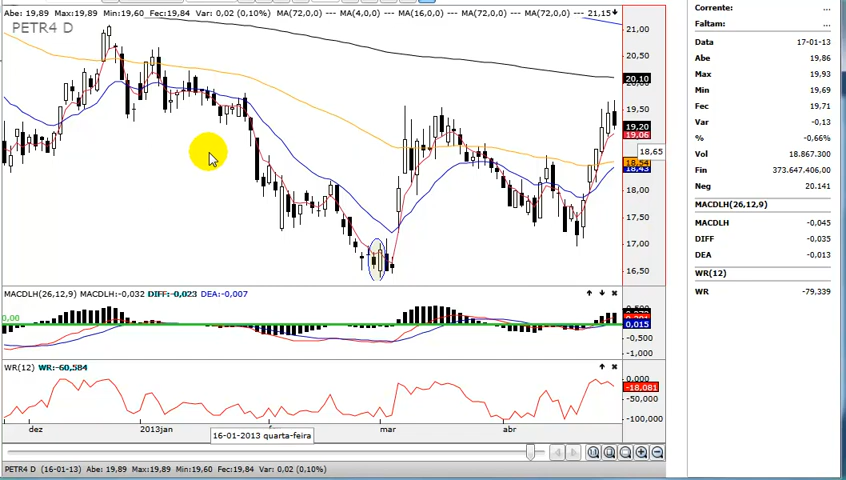 Abe: 19,89 Max:19,89 Min:19,60 Fec:19,84 Var: 0,02 (0,10%) MA(72,0,0) --- MA(4,0,0) --- MA(16,0,0) --- MA(72,0,0) --- MA(72,0,0) --- 21,15
PETR4 D
21,00
20,50
20,10
19,50
19,20
19,06
18,65
18,54
18,43
18,00
17,50
17,00
16,50
MACDLH(26,12,9) MACDLH:-0,032 DIFF:-0,023 DEA:-0,007
0,00
0,015
-0,500
-1,000
WR(12) WR:-60,584
0,000
-18,081
-50,000
-100,000
dez 2013jan mar abr
16-01-2013 quarta-feira
PETR4 D (16-01-13) Abe: 19,89 Max:19,89 Min:19,60 Fec:19,84 Var: 0,02 (0,10%)
Corrente: ...
Faltam: ...
Data 17-01-13
Abe 19,86
Max 19,93
Min 19,69
Fec 19,71
Var -0,13
% -0,66%
Vol 18.867.300
Fin 373.647.406,00
Neg 20.141
MACDLH(26,12,9)
MACDLH -0,045
DIFF -0,035
DEA -0,013
WR(12)
WR -79,339